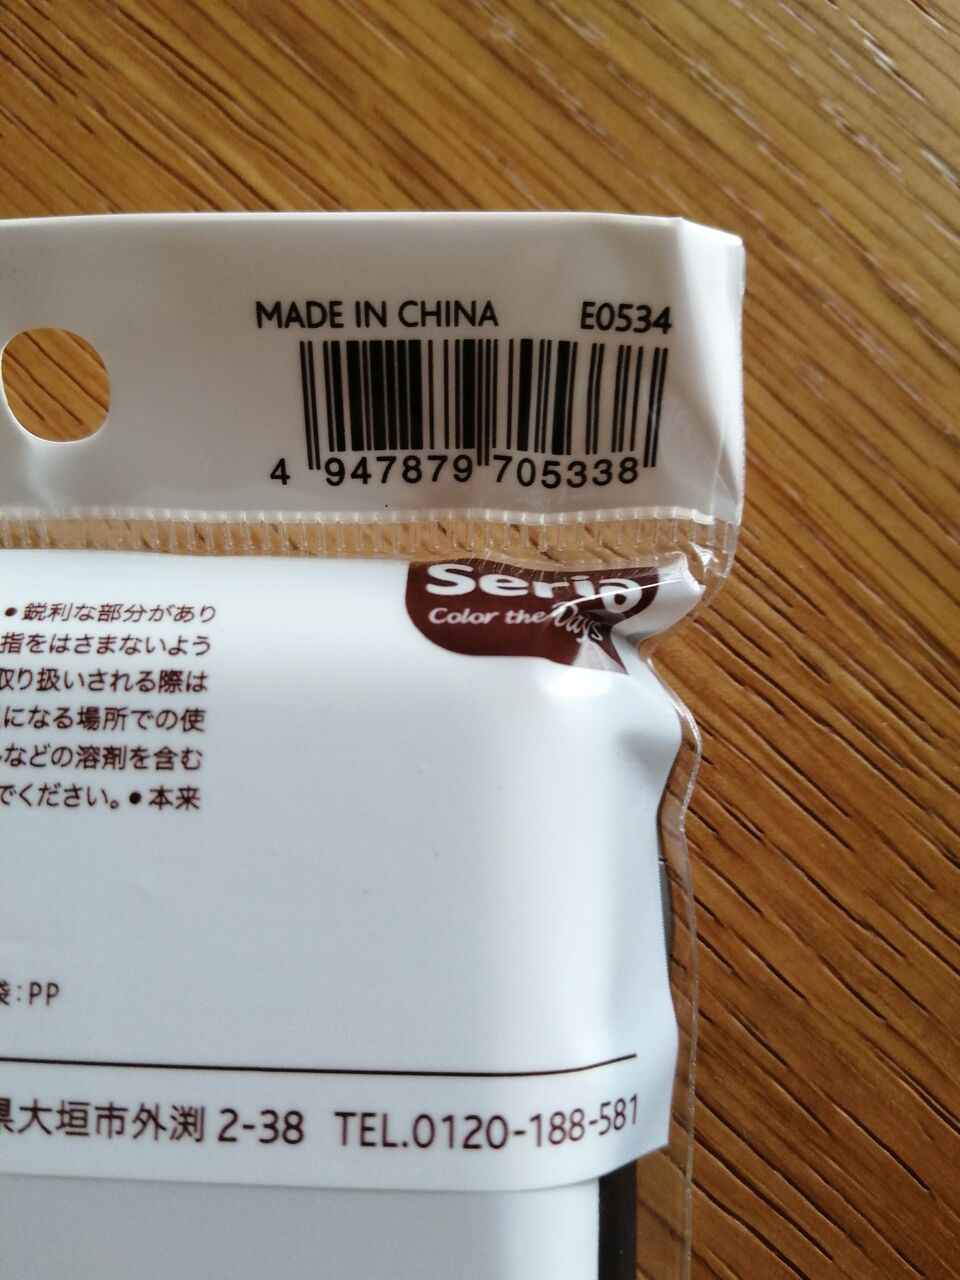 MADE IN CHINA E0534
4 947879 705338
Seria
Color the Days
●鋭利な部分があり
指をはさまないよう
取り扱いされる際は
になる場所での使
などの溶剤を含む
でください。●本来
袋:PP
県大垣市外渕 2-38 TEL.0120-188-581